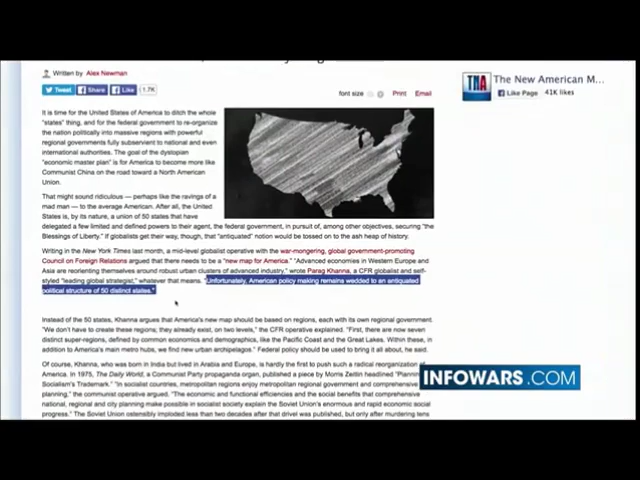 Written by Alex Newman
Tweet Share Like 1.7K
font size Print Email
The New American M...
Like Page 41K likes
It is time for the United States of America to ditch the whole
"states" thing, and for the federal government to re-organize
the nation politically into massive regions with powerful
regional governments fully subservient to national and even
international authorities. The goal of the dystopian
"economic master plan" is for America to become more like
Communist China on the road toward a North American
Union.
That might sound ridiculous — perhaps like the ravings of a
mad man — to the average American. After all, the United
States is, by its nature, a union of 50 states that have
delegated a few limited and defined powers to their agent, the federal government, in pursuit of, among other objectives, securing "the
Blessings of Liberty." If globalists get their way, though, that "antiquated" notion would be tossed on to the ash heap of history.
Writing in the New York Times last month, a mid-level globalist operative with the war-mongering, global government-promoting
Council on Foreign Relations argued that there needs to be a "new map for America." "Advanced economies in Western Europe and
Asia are reorienting themselves around robust urban clusters of advanced industry," wrote Parag Khanna, a CFR globalist and self-
styled "leading global strategist," whatever that means. "Unfortunately, American policy making remains wedded to an antiquated
political structure of 50 distinct states."
Instead of the 50 states, Khanna argues that America's new map should be based on regions, each with its own regional government.
"We don't have to create these regions; they already exist, on two levels," the CFR operative explained. "First, there are now seven
distinct super-regions, defined by common economics and demographics, like the Pacific Coast and the Great Lakes. Within these, in
addition to America's main metro hubs, we find new urban archipelagos." Federal policy should be used to bring it all about, he said.
Of course, Khanna, who was born in India but lived in Arabia and Europe, is hardly the first to push such a radical reorganization of
America. In 1975, The Daily World, a Communist Party propaganda organ, published a piece by Morris Zeitlin headlined "Planning
Socialism's Trademark." "In socialist countries, metropolitan regions enjoy metropolitan regional government and comprehensive
planning," the communist operative argued. "The economic and functional efficiencies and the social benefits that comprehensive
national, regional and city planning make possible in socialist society explain the Soviet Union's enormous and rapid economic social
progress." The Soviet Union ostensibly imploded less than two decades after that drivel was published, but only after murdering tens
INFOWARS.COM
TNA